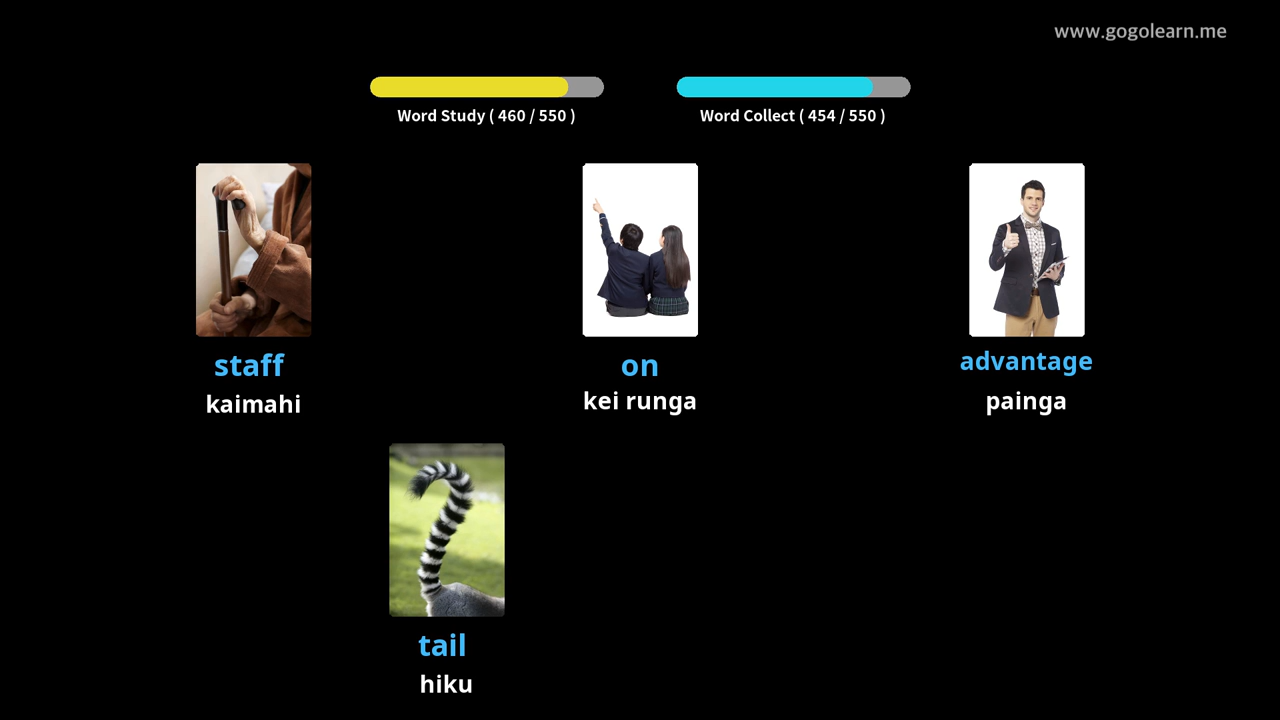 www.gogolearn.me
Word Study ( 460 / 550 )
Word Collect ( 454 / 550 )
staff
kaimahi
on
kei runga
advantage
painga
tail
hiku